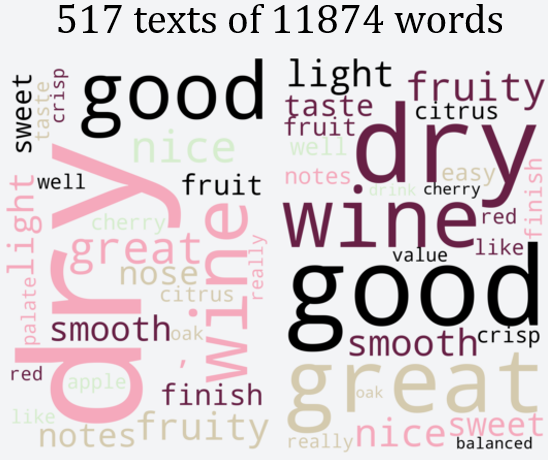 517 texts of 11874 words
sweet
taste
crisp
good
nice
well
fruit
light
dry
cherry
great
wine
really
nose
citrus
palate
smooth
oak
,
red
apple
finish
like
notes
fruity
light
fruity
taste
citrus
fruit
dry
well
notes
easy
drink
cherry
finish
wine
red
like
value
good
smooth
crisp
great
oak
really
nice
sweet
balanced